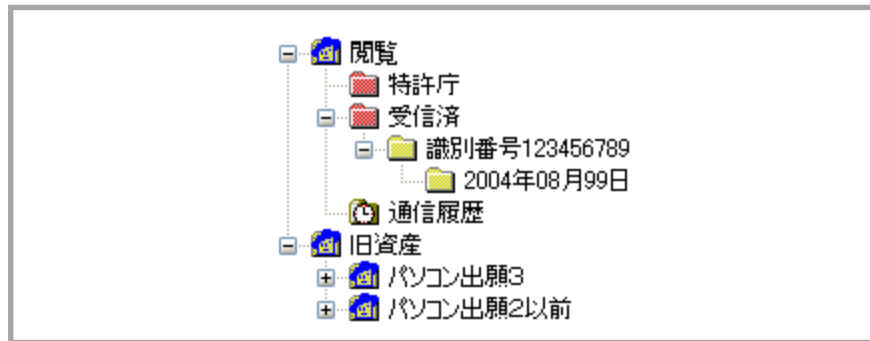 閲覧
特許庁
受信済
識別番号123456789
2004年08月99日
通信履歴
旧資産
パソコン出願3
パソコン出願2以前